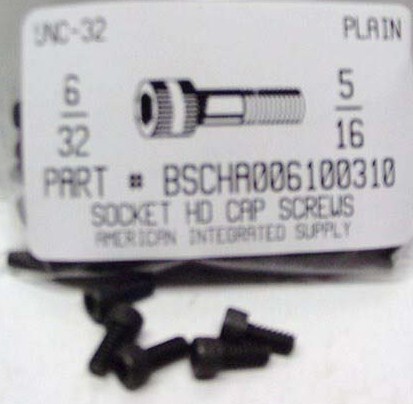 UNC-32 PLAIN
6/32 5/16
PART # BSCHA006100310
SOCKET HD CAP SCREWS
AMERICAN INTEGRATED SUPPLY